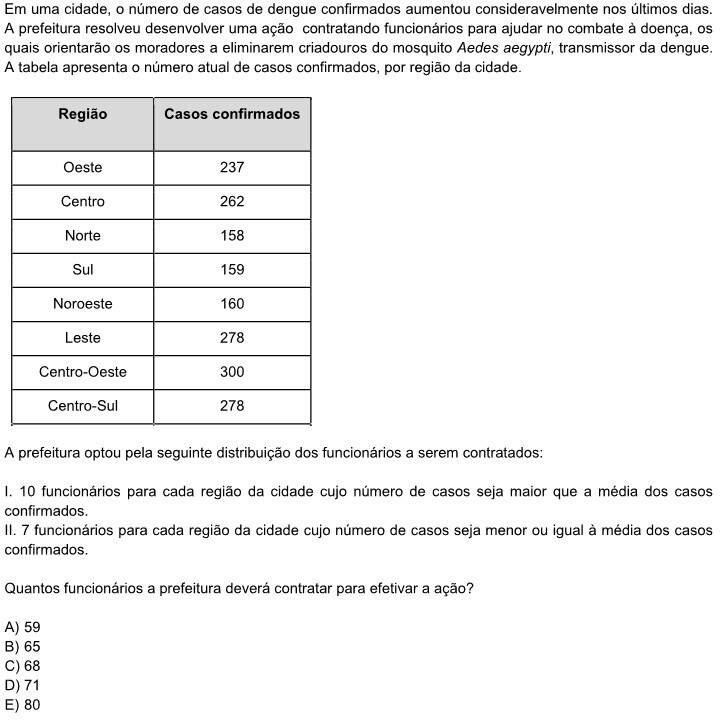 Em uma cidade, o número de casos de dengue confirmados aumentou consideravelmente nos últimos dias.
A prefeitura resolveu desenvolver uma ação contratando funcionários para ajudar no combate à doença, os
quais orientarão os moradores a eliminarem criadouros do mosquito Aedes aegypti, transmissor da dengue.
A tabela apresenta o número atual de casos confirmados, por região da cidade.
Região Casos confirmados
Oeste 237
Centro 262
Norte 158
Sul 159
Noroeste 160
Leste 278
Centro-Oeste 300
Centro-Sul 278
A prefeitura optou pela seguinte distribuição dos funcionários a serem contratados:
I. 10 funcionários para cada região da cidade cujo número de casos seja maior que a média dos casos
confirmados.
II. 7 funcionários para cada região da cidade cujo número de casos seja menor ou igual à média dos casos
confirmados.
Quantos funcionários a prefeitura deverá contratar para efetivar a ação?
A) 59
B) 65
C) 68
D) 71
E) 80